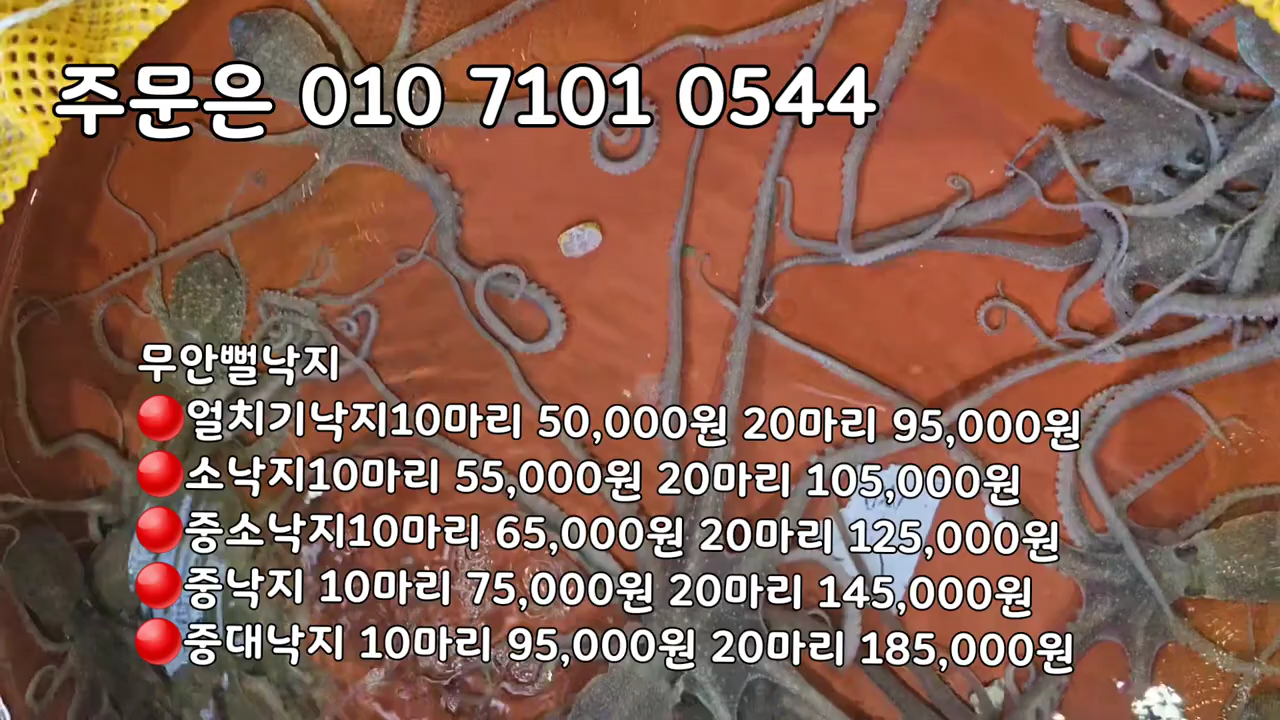 주문은 010 7101 0544
무안뻘낙지
🔴얼치기낙지10마리 50,000원 20마리 95,000원
🔴소낙지10마리 55,000원 20마리 105,000원
🔴중소낙지10마리 65,000원 20마리 125,000원
🔴중낙지 10마리 75,000원 20마리 145,000원
🔴중대낙지 10마리 95,000원 20마리 185,000원